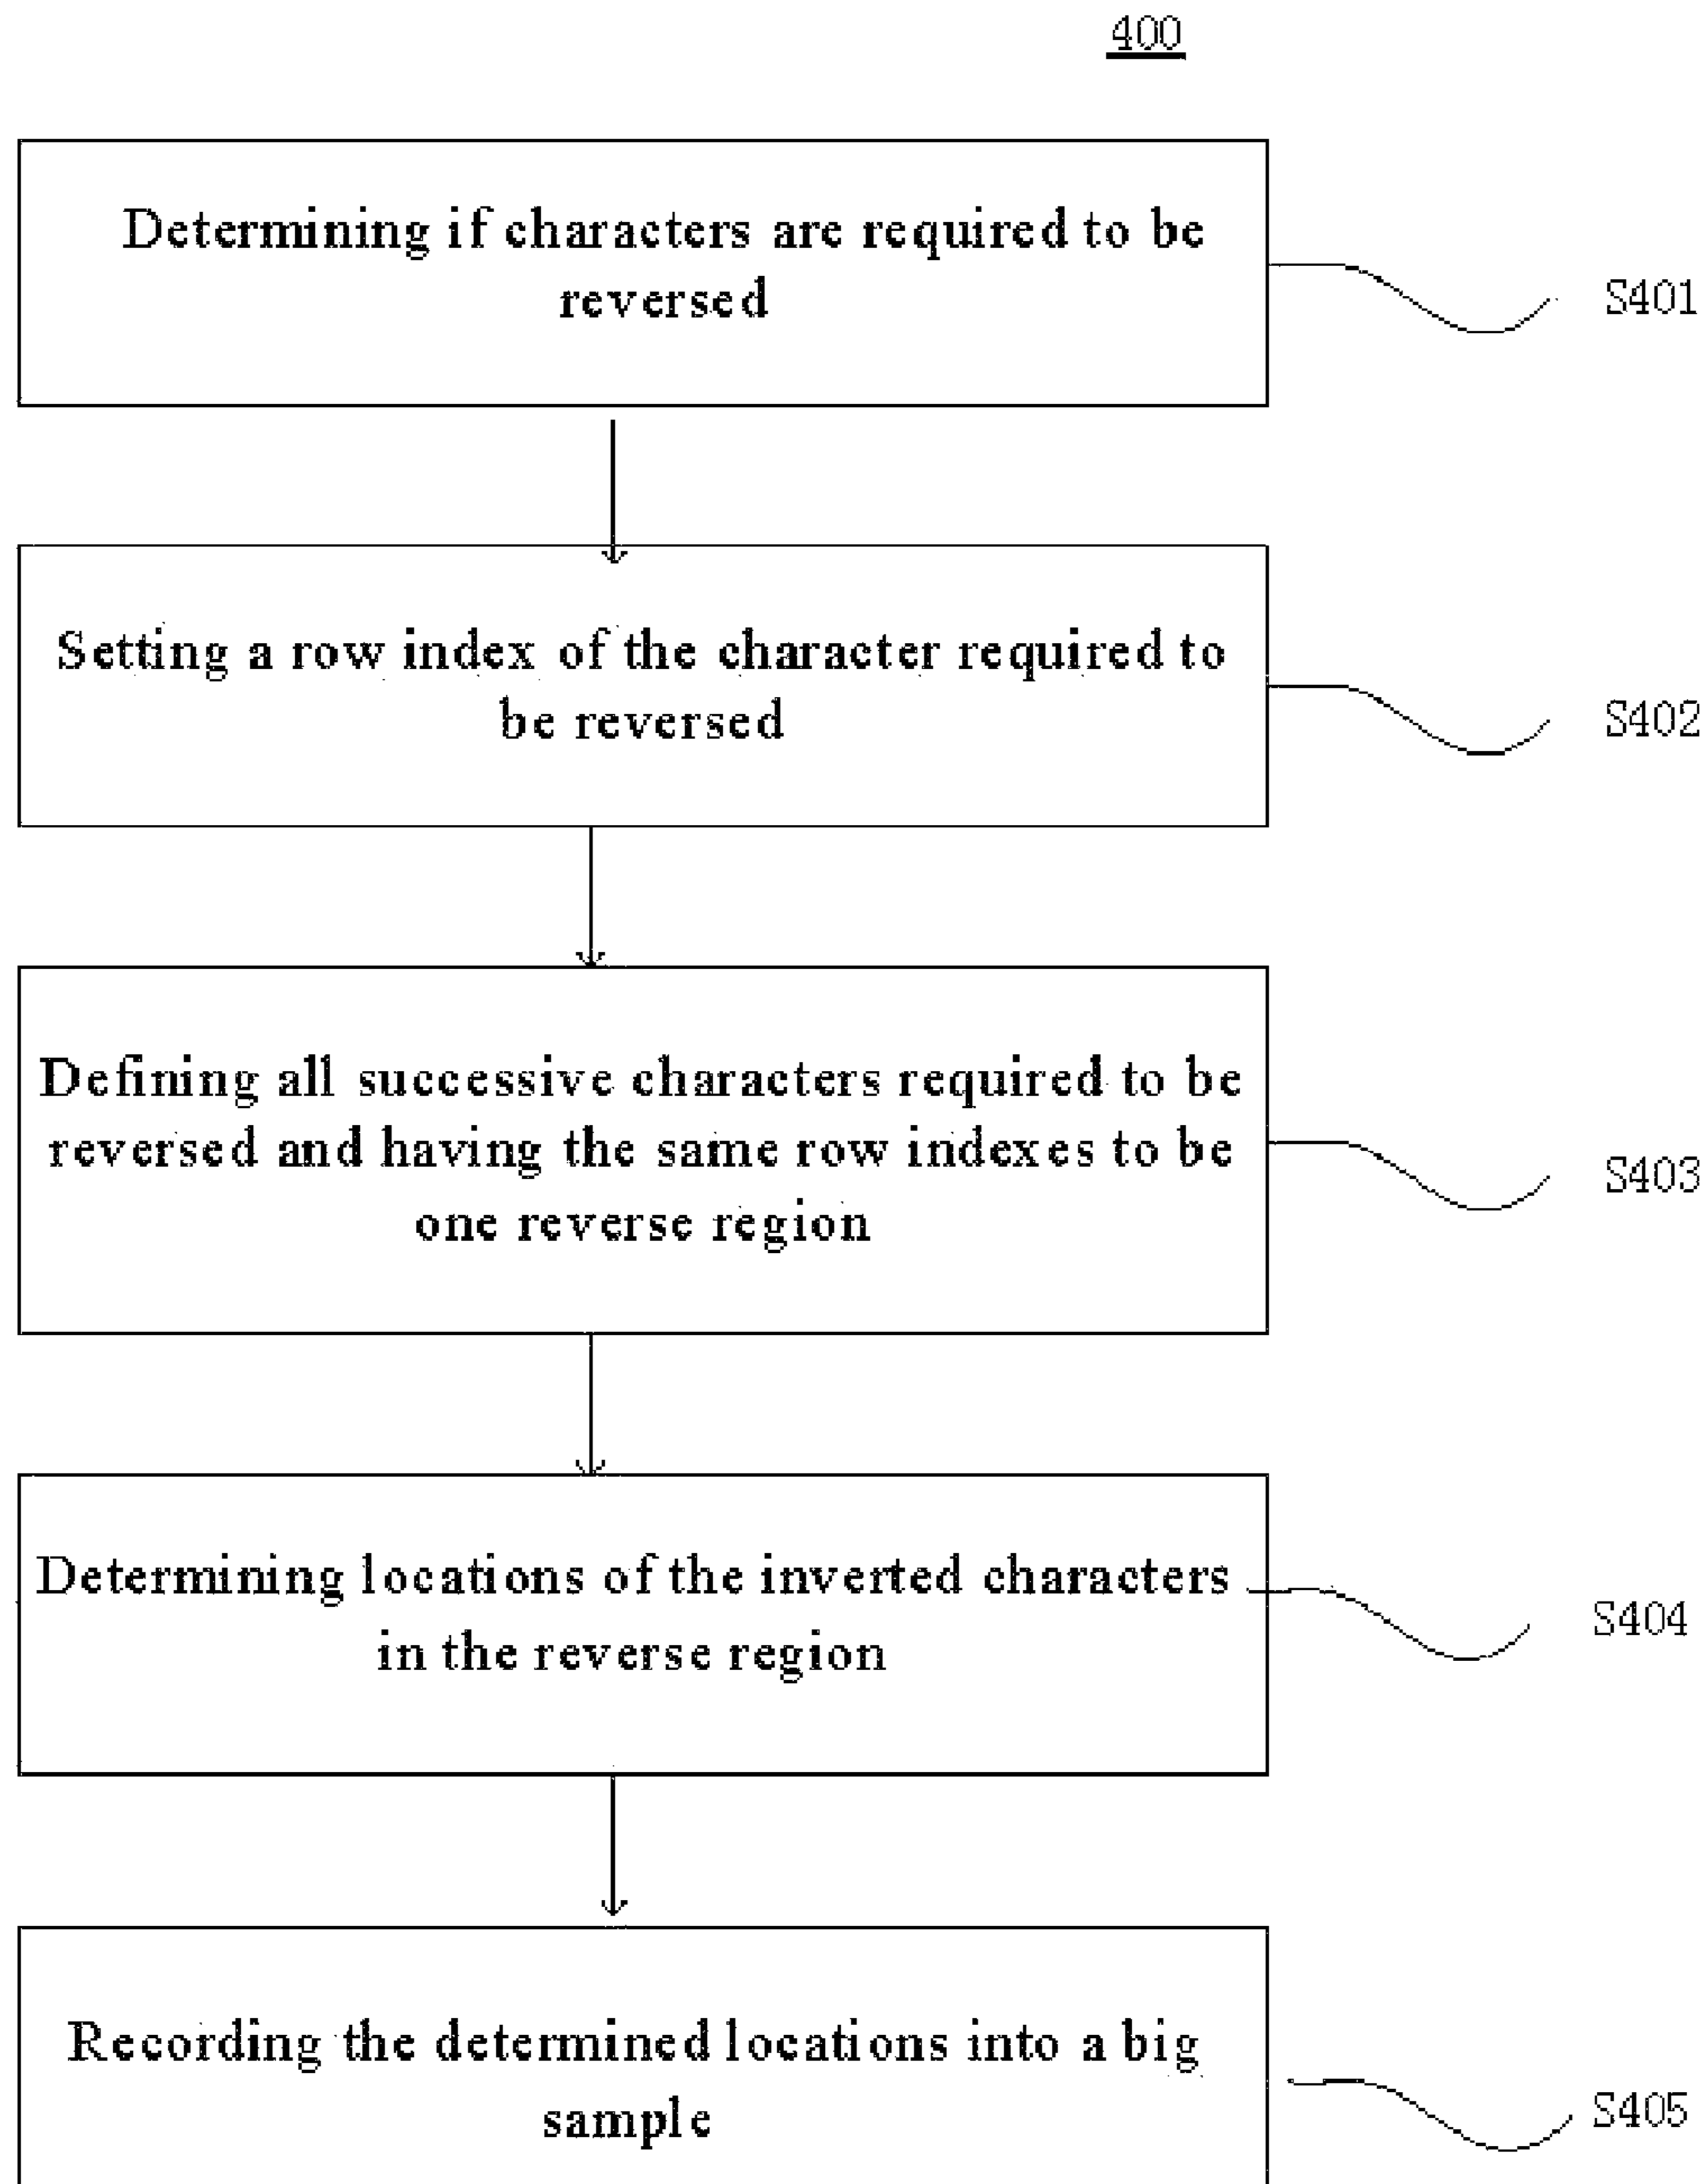 400
Determining if characters are required to be
reversed
S401
Setting a row index of the character required to
be reversed
S402
Defining all successive characters required to be
reversed and having the same row indexes to be
one reverse region
S403
Determining locations of the inverted characters
in the reverse region
S404
Recording the determined locations into a big
sample
S405